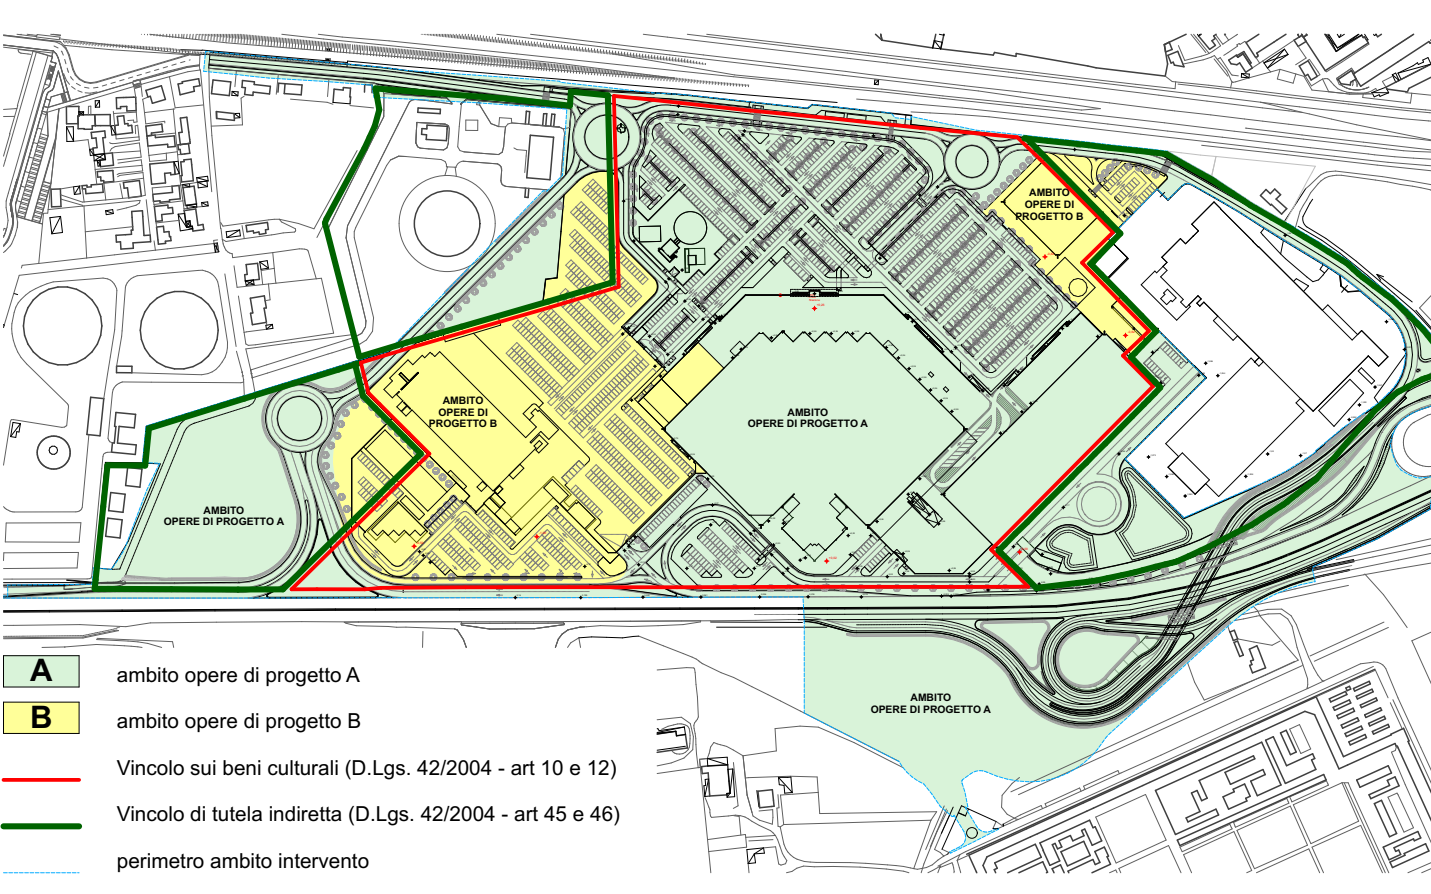 AMBITO
OPERE DI
PROGETTO B
AMBITO
OPERE DI
PROGETTO B
AMBITO
OPERE DI PROGETTO A
AMBITO
OPERE DI PROGETTO A
AMBITO
OPERE DI PROGETTO A
A
ambito opere di progetto A
B
ambito opere di progetto B
Vincolo sui beni culturali (D.Lgs. 42/2004 - art 10 e 12)
Vincolo di tutela indiretta (D.Lgs. 42/2004 - art 45 e 46)
perimetro ambito intervento